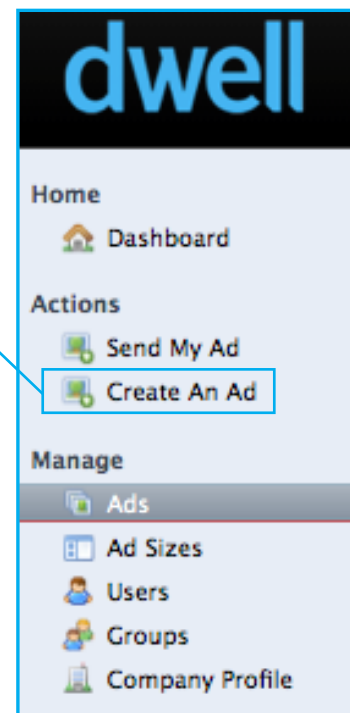 dwell
Home
Dashboard
Actions
Send My Ad
Create An Ad
Manage
Ads
Ad Sizes
Users
Groups
Company Profile